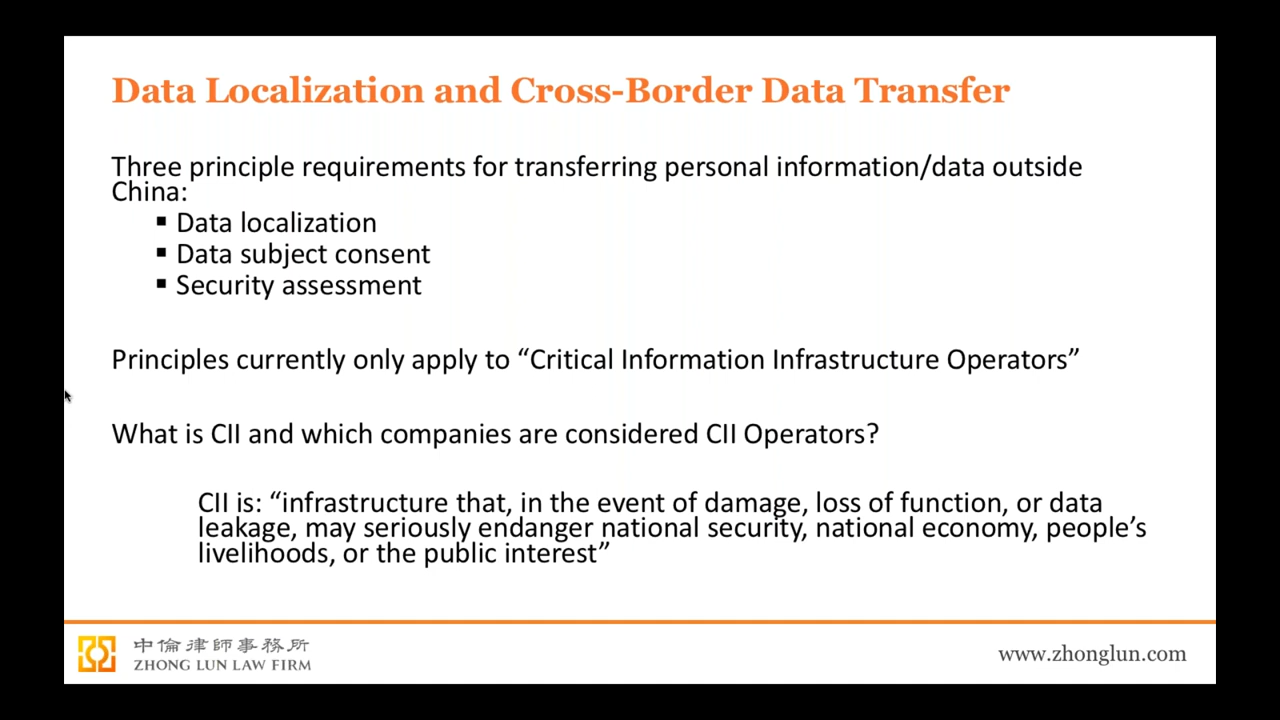 Data Localization and Cross-Border Data Transfer
Three principle requirements for transferring personal information/data outside
China:
▪ Data localization
▪ Data subject consent
▪ Security assessment
Principles currently only apply to “Critical Information Infrastructure Operators”
What is CII and which companies are considered CII Operators?
CII is: “infrastructure that, in the event of damage, loss of function, or data
leakage, may seriously endanger national security, national economy, people’s
livelihoods, or the public interest”
中倫律師事務所
ZHONG LUN LAW FIRM
www.zhonglun.com